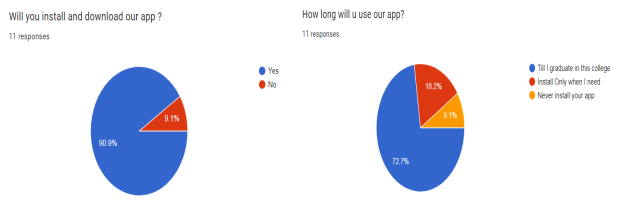 Will you install and download our app ?
11 responses
Yes
No
9.1%
90.9%
How long will u use our app?
11 responses
Till I graduate in this college
Install Only when I need
Never install your app
18.2%
9.1%
72.7%